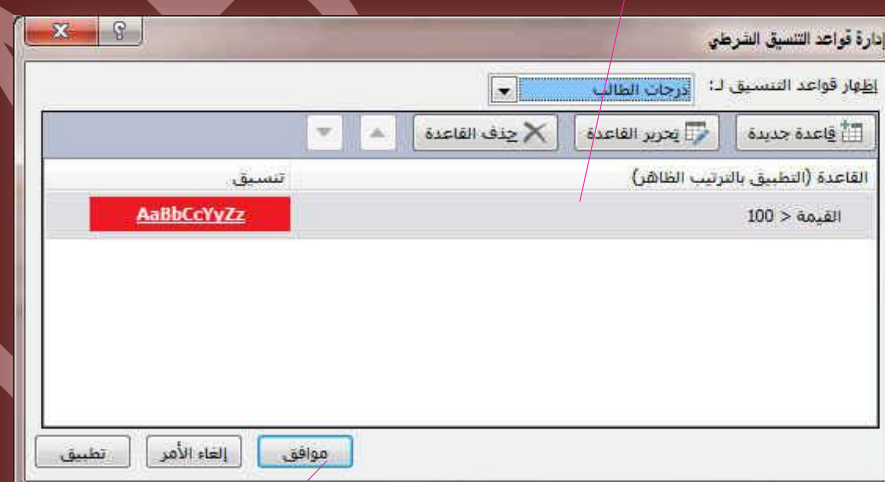 إدارة قواعد التنسيق الشرطي
إظهار قواعد التنسيق لـ: درجات الطالب
قاعدة جديدة تحرير القاعدة حذف القاعدة
القاعدة (التطبيق بالترتيب الظاهر) تنسيق
القيمة < 100 AaBbCcYyZz
موافق إلغاء الأمر تطبيق